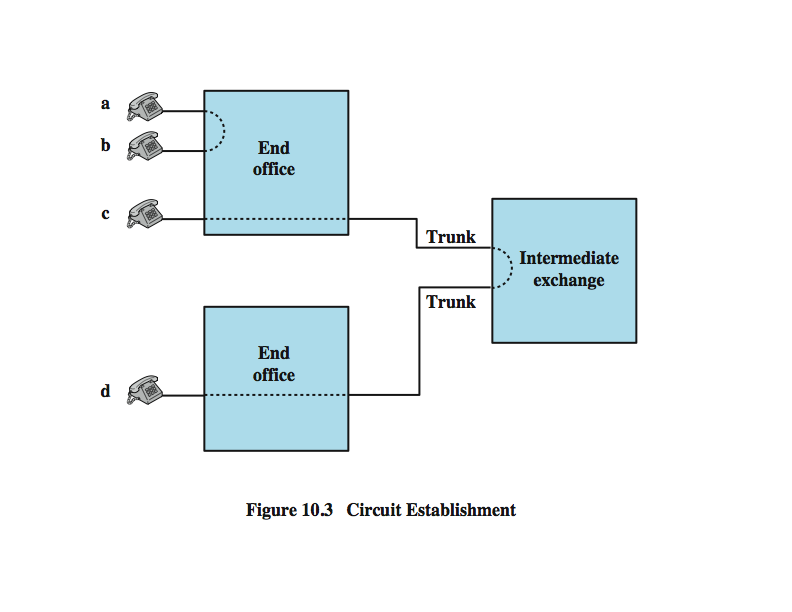 a
b
End
office
c
Trunk
Intermediate
exchange
Trunk
End
office
d
Figure 10.3 Circuit Establishment